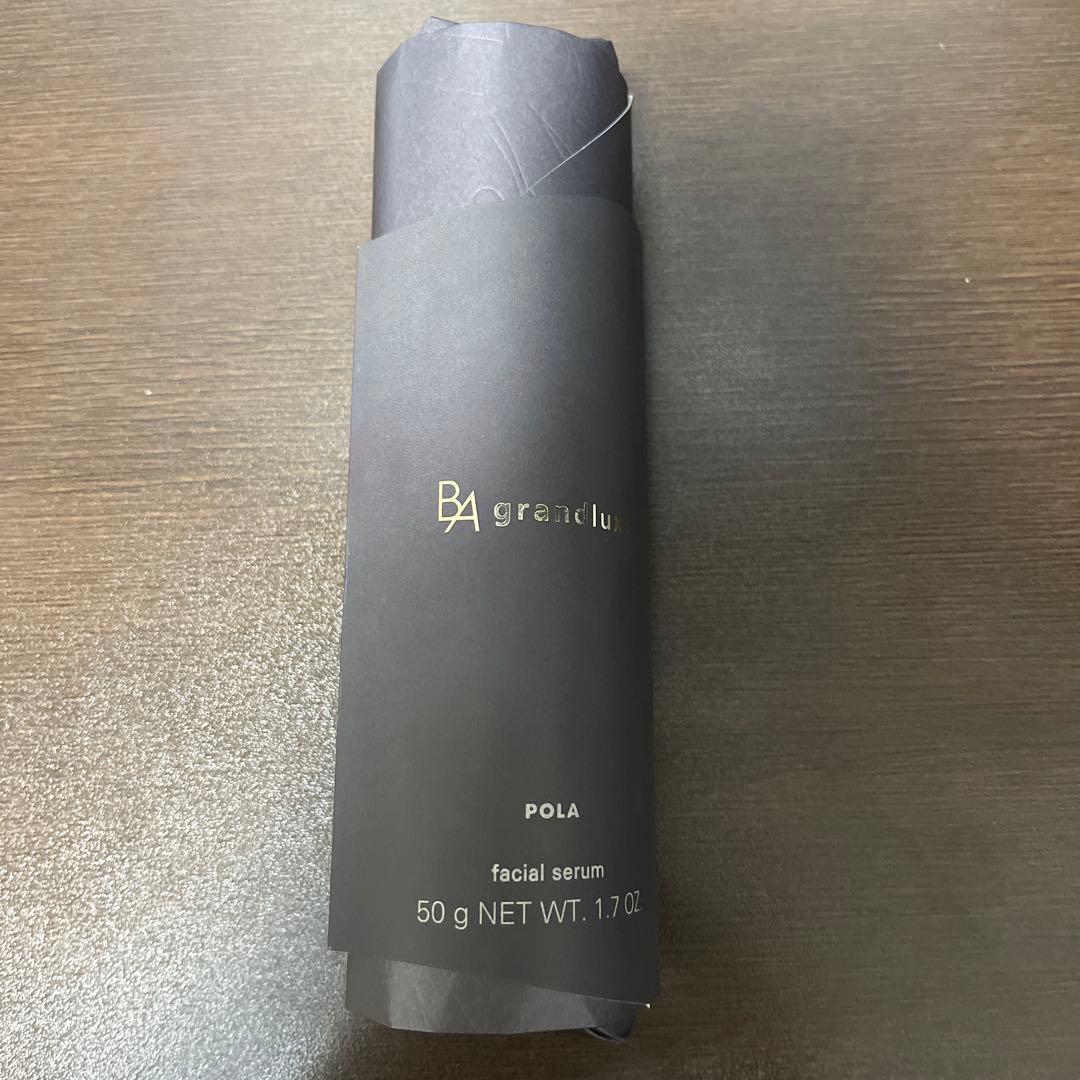 BA grandlux
POLA
facial serum
50 g NET WT. 1.7 OZ.